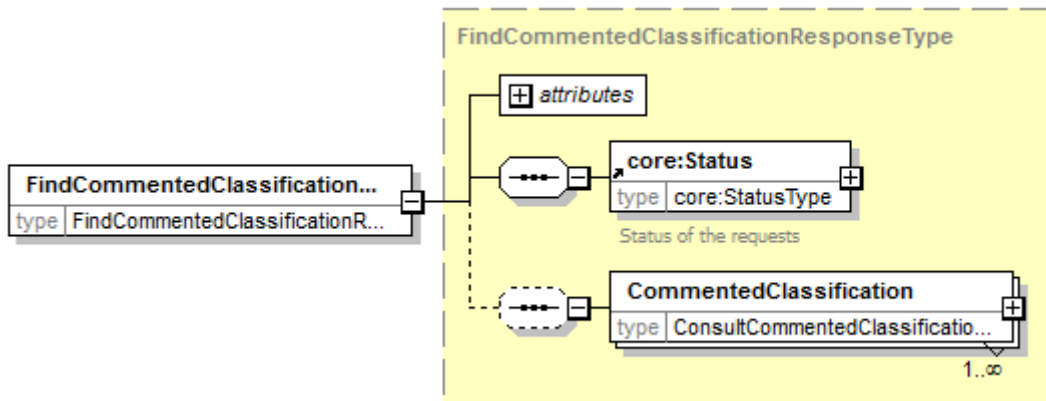 FindCommentedClassificationResponseType
attributes
core:Status
type core:StatusType
Status of the requests
FindCommentedClassification...
type FindCommentedClassificationR...
CommentedClassification
type ConsultCommentedClassificatio...
1..∞